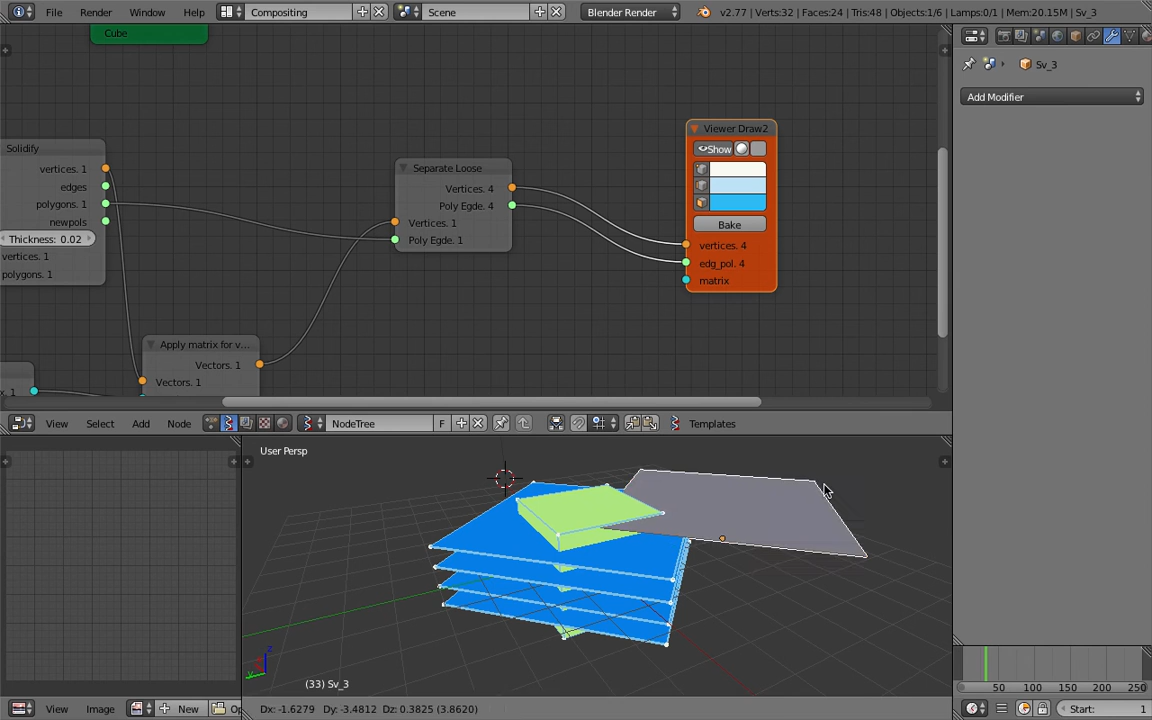 File Render Window Help Compositing Scene Blender Render v2.77 | Verts:32 | Faces:24 | Tris:48 | Objects:1/6 | Lamps:0/1 | Mem:20.15M | Sv_3
Cube
Sv_3
Add Modifier
Solidify
vertices. 1
edges
polygons. 1
newpols
Thickness: 0.02
vertices. 1
polygons. 1
Separate Loose
Vertices. 4
Poly Egde. 4
Vertices. 1
Poly Egde. 1
Viewer Draw2
Show
Bake
vertices. 4
edg_pol. 4
matrix
Apply matrix for v...
Vectors. 1
Vectors. 1
x. 1
View Select Add Node NodeTree F Templates
User Persp
z
y
(33) Sv_3
50 100 150 200 250
View Image New Op Dx: -1.6279 Dy: -3.4812 Dz: 0.3825 (3.8620) Start: 1